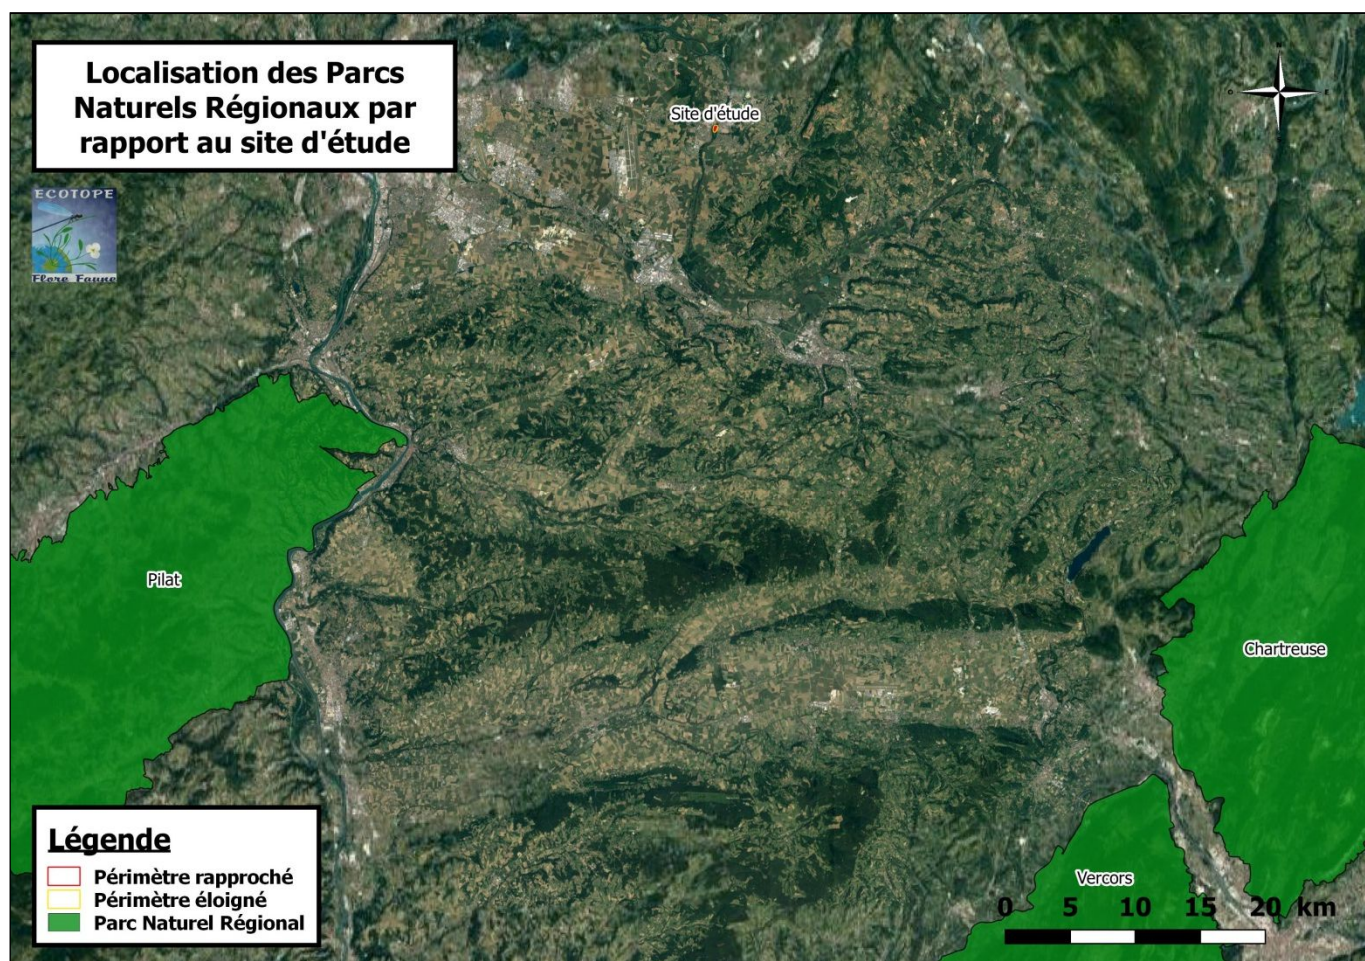 Localisation des Parcs
Naturels Régionaux par
rapport au site d'étude
Site d'étude
N
O
E
ECOTOPE
Flore Faune
Pilat
Chartreuse
Vercors
Légende
Périmètre rapproché
Périmètre éloigné
Parc Naturel Régional
0 5 10 15 20 km